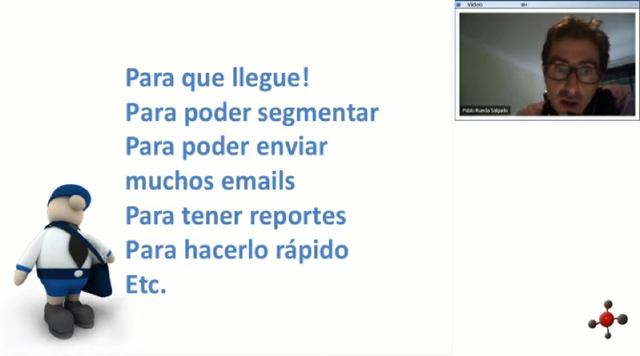 Para que llegue!
Para poder segmentar
Para poder enviar
muchos emails
Para tener reportes
Para hacerlo rápido
Etc.
Video
Pablo Rueda Salgado